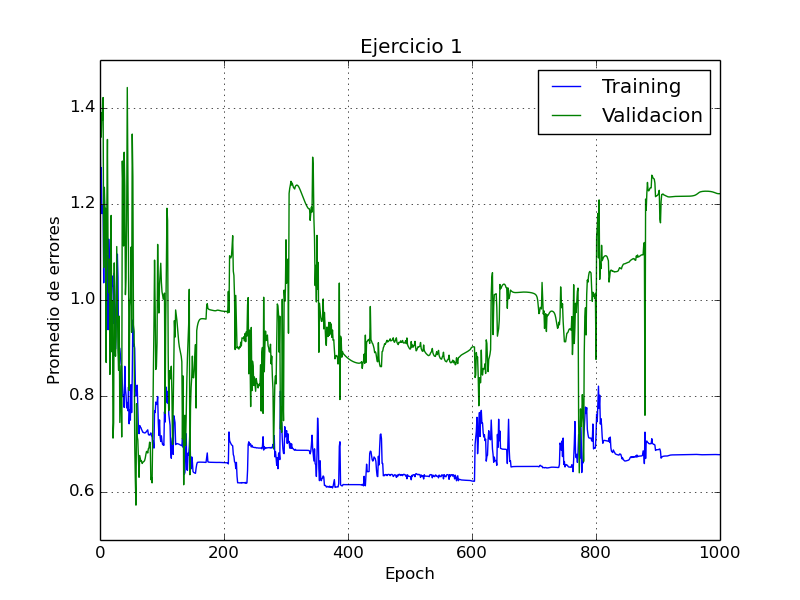 Ejercicio 1
Training
Validacion
Promedio de errores
1.4
1.2
1.0
0.8
0.6
0
200
400
600
800
1000
Epoch